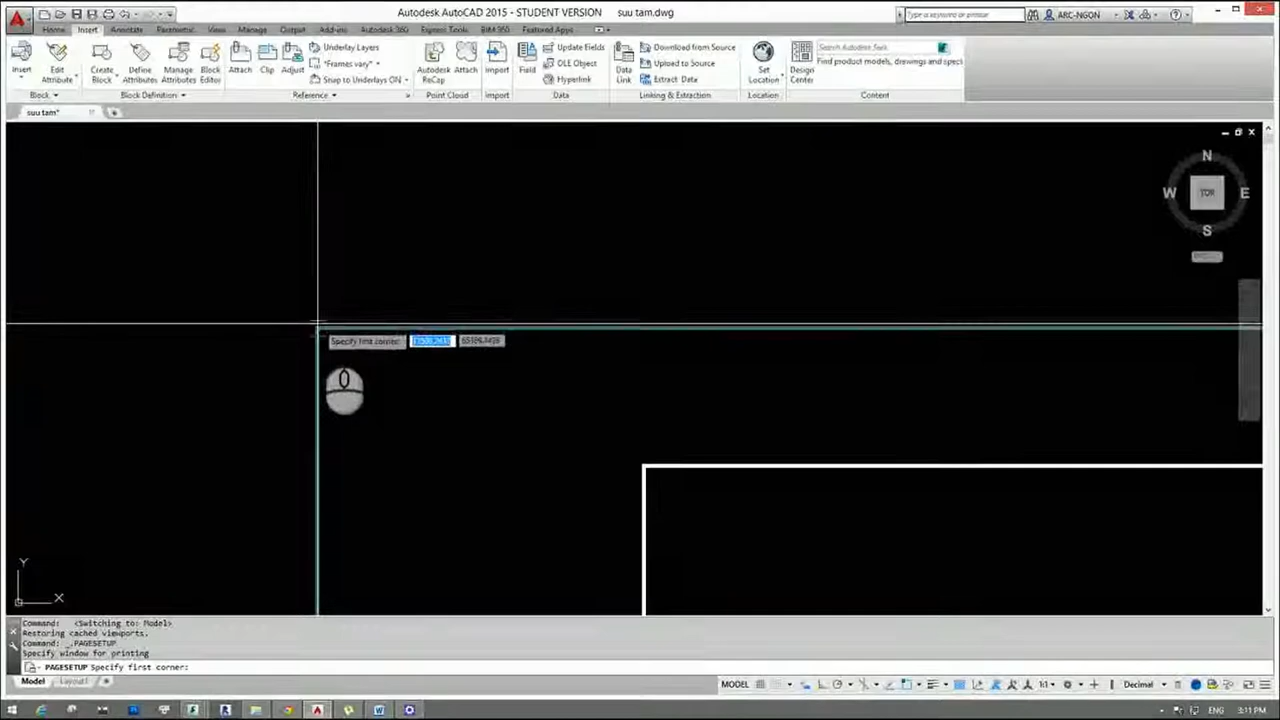 Autodesk AutoCAD 2015 - STUDENT VERSION suu tam.dwg
Type a keyword or phrase
ARC-NGON
Home Insert Annotate Parametric View Manage Output Add-ins Autodesk 360 Express Tools BIM 360 Featured Apps
Insert
Edit Attribute
Create Block
Define Attributes
Manage Attributes
Block Editor
Attach
Clip
Adjust
Underlay Layers
*Frames vary*
Snap to Underlays ON
Autodesk ReCap
Attach
Import
Field
Update Fields
OLE Object
Hyperlink
Data Link
Download from Source
Upload to Source
Extract Data
Set Location
Design Center
Search Autodesk Seek
Find product models, drawings and speci
Block Block Definition Reference Point Cloud Import Data Linking & Extraction Location Content
suu tam*
N
W TOP E
S
Specify first corner:
Y
X
Command: <Switching to: Model>
Restoring cached viewports.
Command: _.PAGESETUP
Specify window for printing
PAGESETUP Specify first corner:
Model Layout1
MODEL 1:1 Decimal
ENG 3:11 PM